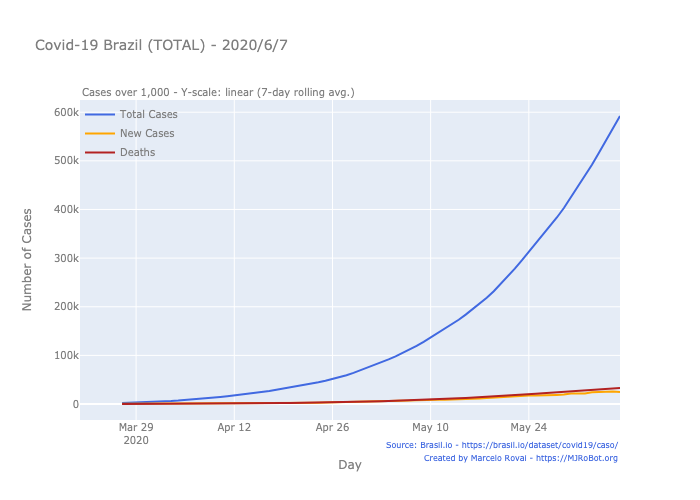 Covid-19 Brazil (TOTAL) - 2020/6/7
Cases over 1,000 - Y-scale: linear (7-day rolling avg.)
Total Cases
New Cases
Deaths
600k
500k
400k
300k
200k
100k
0
Number of Cases
Mar 29
2020
Apr 12
Apr 26
May 10
May 24
Day
Source: Brasil.io - https://brasil.io/dataset/covid19/caso/
Created by Marcelo Rovai - https://MJRoBot.org